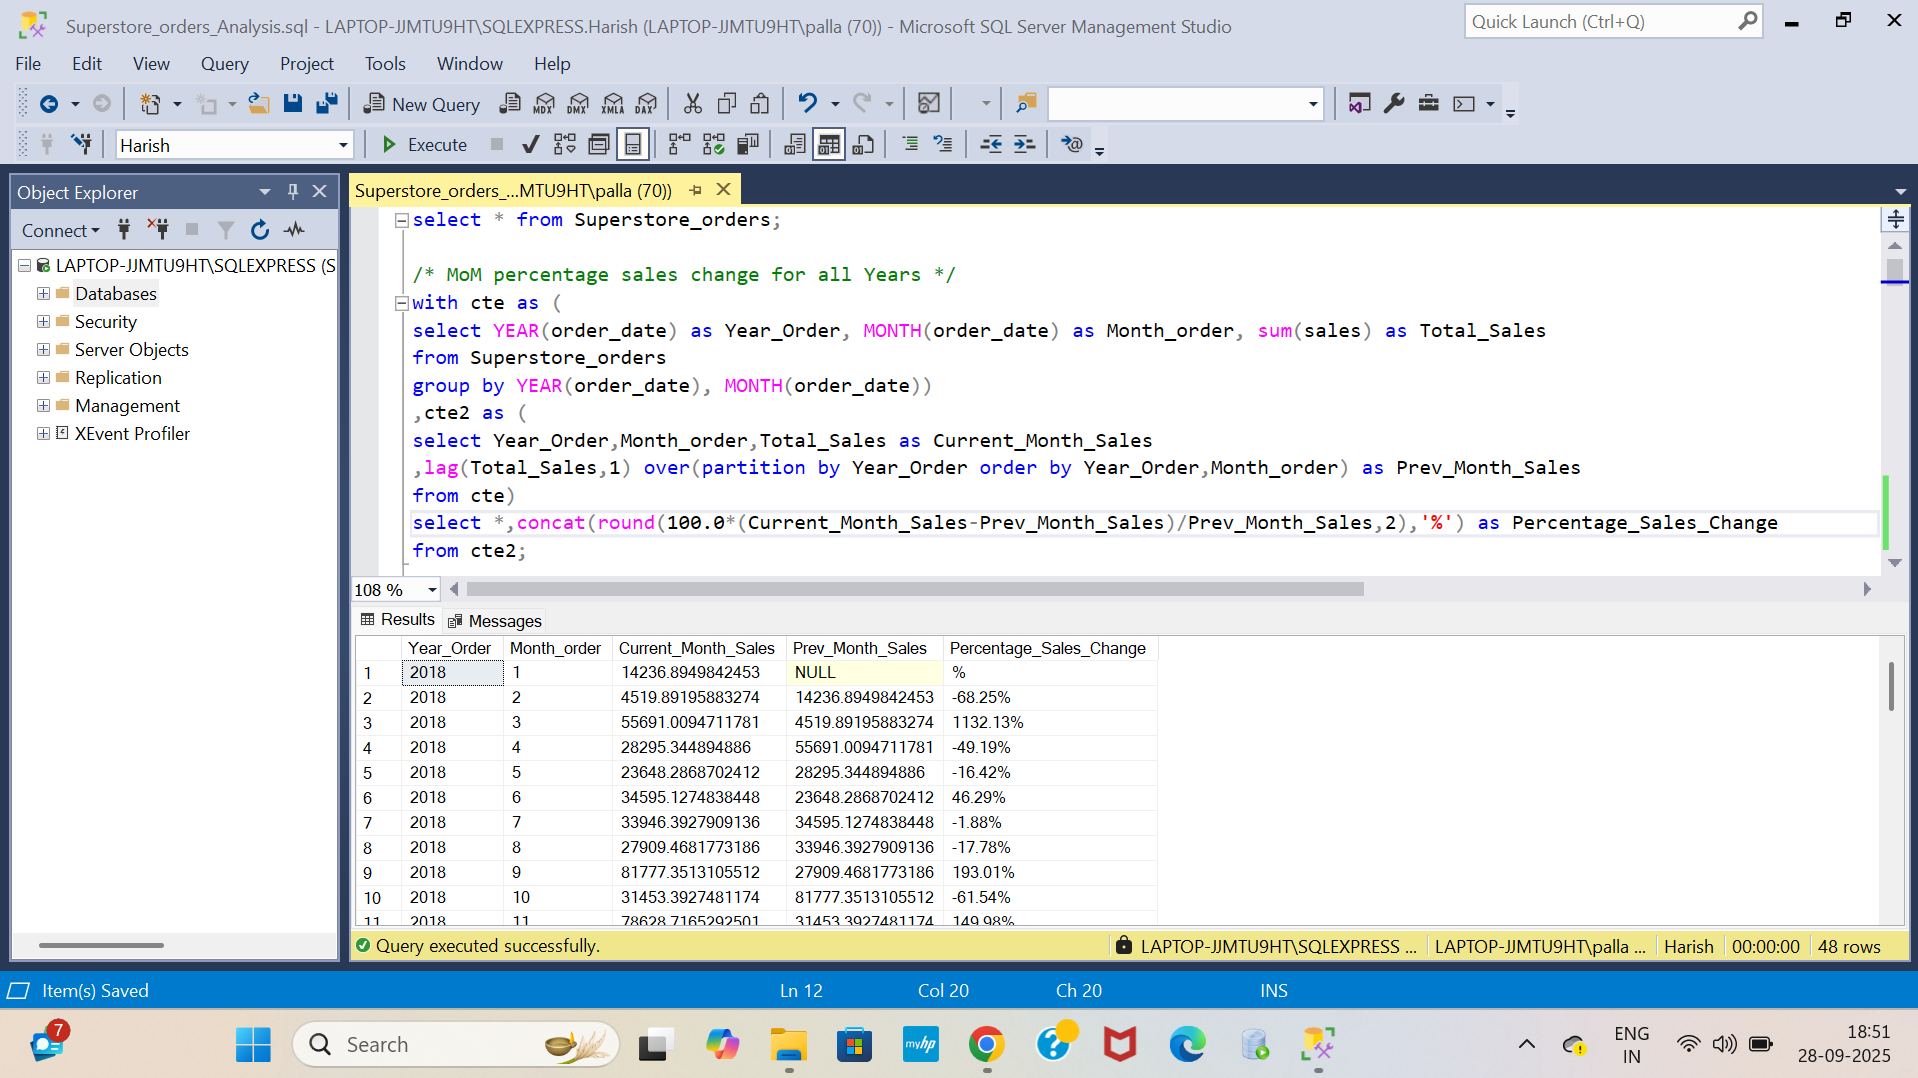 Superstore_orders_Analysis.sql - LAPTOP-JJMTU9HT\SQLEXPRESS.Harish (LAPTOP-JJMTU9HT\palla (70)) - Microsoft SQL Server Management Studio
Quick Launch (Ctrl+Q)
File Edit View Query Project Tools Window Help
New Query MDX DMX XMLA DAX
Harish Execute
Object Explorer
Connect
LAPTOP-JJMTU9HT\SQLEXPRESS (S
Databases
Security
Server Objects
Replication
Management
XEvent Profiler
Superstore_orders_...MTU9HT\palla (70))
select * from Superstore_orders;
/* MoM percentage sales change for all Years */
with cte as (
select YEAR(order_date) as Year_Order, MONTH(order_date) as Month_order, sum(sales) as Total_Sales
from Superstore_orders
group by YEAR(order_date), MONTH(order_date))
,cte2 as (
select Year_Order,Month_order,Total_Sales as Current_Month_Sales
,lag(Total_Sales,1) over(partition by Year_Order order by Year_Order,Month_order) as Prev_Month_Sales
from cte)
select *,concat(round(100.0*(Current_Month_Sales-Prev_Month_Sales)/Prev_Month_Sales,2),'%') as Percentage_Sales_Change
from cte2;
108 %
Results Messages
Year_Order Month_order Current_Month_Sales Prev_Month_Sales Percentage_Sales_Change
1 2018 1 14236.8949842453 NULL %
2 2018 2 4519.89195883274 14236.8949842453 -68.25%
3 2018 3 55691.0094711781 4519.89195883274 1132.13%
4 2018 4 28295.344894886 55691.0094711781 -49.19%
5 2018 5 23648.2868702412 28295.344894886 -16.42%
6 2018 6 34595.1274838448 23648.2868702412 46.29%
7 2018 7 33946.3927909136 34595.1274838448 -1.88%
8 2018 8 27909.4681773186 33946.3927909136 -17.78%
9 2018 9 81777.3513105512 27909.4681773186 193.01%
10 2018 10 31453.3927481174 81777.3513105512 -61.54%
11 2018 11 78628.7165292501 31453.3927481174 149.98%
Query executed successfully. LAPTOP-JJMTU9HT\SQLEXPRESS ... LAPTOP-JJMTU9HT\palla ... Harish 00:00:00 48 rows
Item(s) Saved Ln 12 Col 20 Ch 20 INS
7
Search
myhp
ENG
IN
18:51
28-09-2025